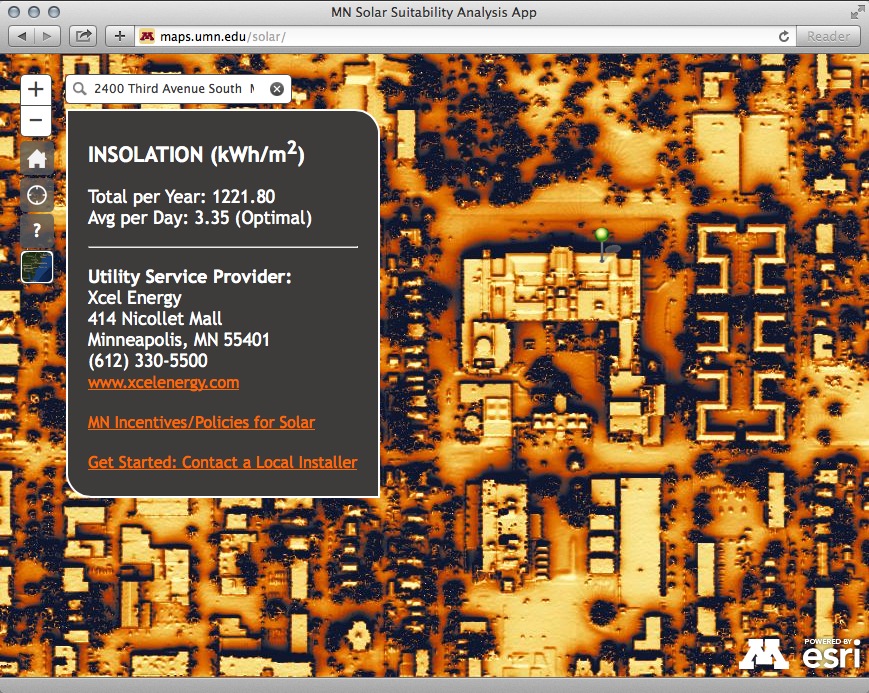 MN Solar Suitability Analysis App
maps.umn.edu/solar/
Reader
2400 Third Avenue South
INSOLATION (kWh/m²)
Total per Year: 1221.80
Avg per Day: 3.35 (Optimal)
Utility Service Provider:
Xcel Energy
414 Nicollet Mall
Minneapolis, MN 55401
(612) 330-5500
www.xcelenergy.com
MN Incentives/Policies for Solar
Get Started: Contact a Local Installer
?
M
POWERED BY
esri